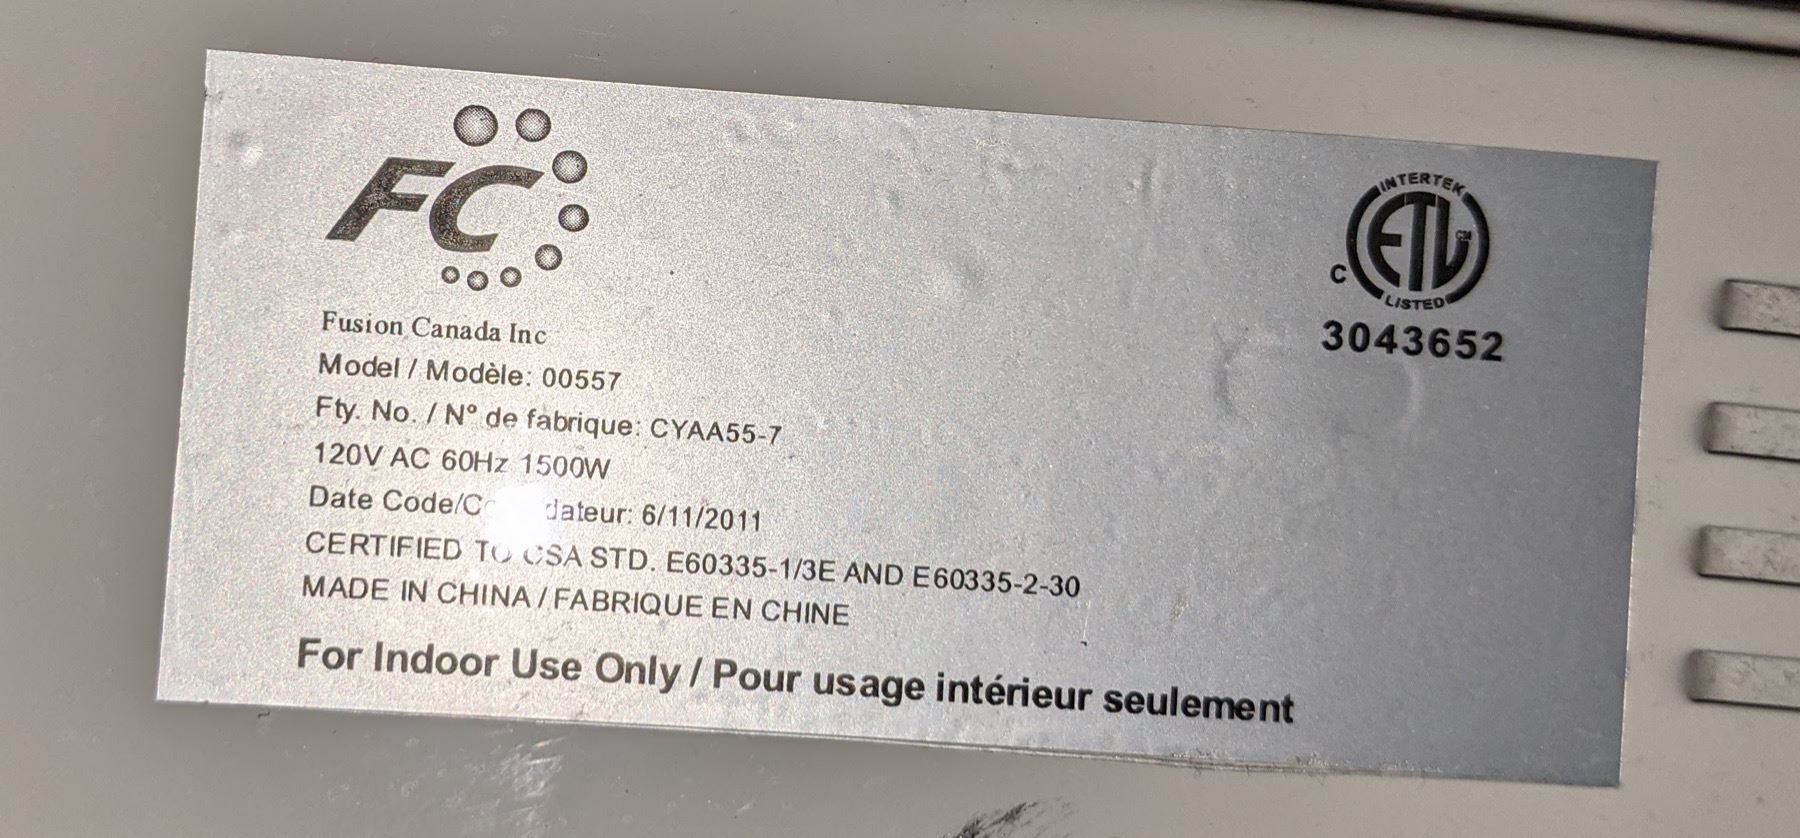 FC
Fusion Canada Inc
Model / Modèle: 00557
Fty. No. / N° de fabrique: CYAA55-7
120V AC 60Hz 1500W
Date Code/C dateur: 6/11/2011
CERTIFIED TO CSA STD. E60335-1/3E AND E60335-2-30
MADE IN CHINA / FABRIQUE EN CHINE
For Indoor Use Only / Pour usage intérieur seulement
INTERTEK
C ETL CM
LISTED
3043652